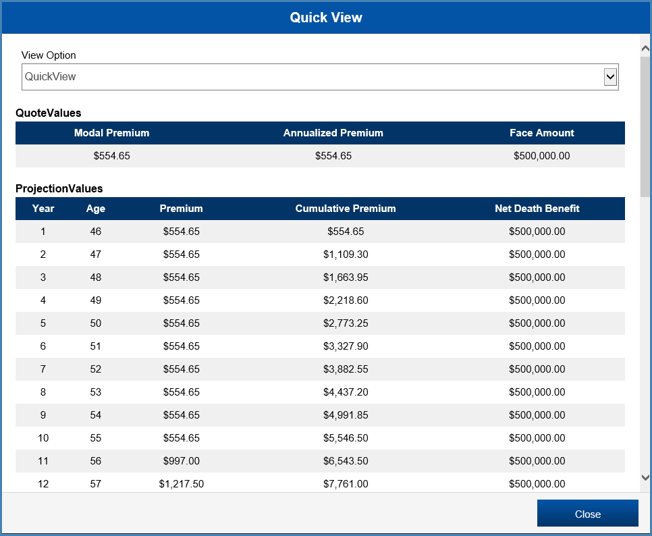 Quick View
View Option
QuickView
QuoteValues
Modal Premium Annualized Premium Face Amount
$554.65 $554.65 $500,000.00
ProjectionValues
Year Age Premium Cumulative Premium Net Death Benefit
1 46 $554.65 $554.65 $500,000.00
2 47 $554.65 $1,109.30 $500,000.00
3 48 $554.65 $1,663.95 $500,000.00
4 49 $554.65 $2,218.60 $500,000.00
5 50 $554.65 $2,773.25 $500,000.00
6 51 $554.65 $3,327.90 $500,000.00
7 52 $554.65 $3,882.55 $500,000.00
8 53 $554.65 $4,437.20 $500,000.00
9 54 $554.65 $4,991.85 $500,000.00
10 55 $554.65 $5,546.50 $500,000.00
11 56 $997.00 $6,543.50 $500,000.00
12 57 $1,217.50 $7,761.00 $500,000.00
Close